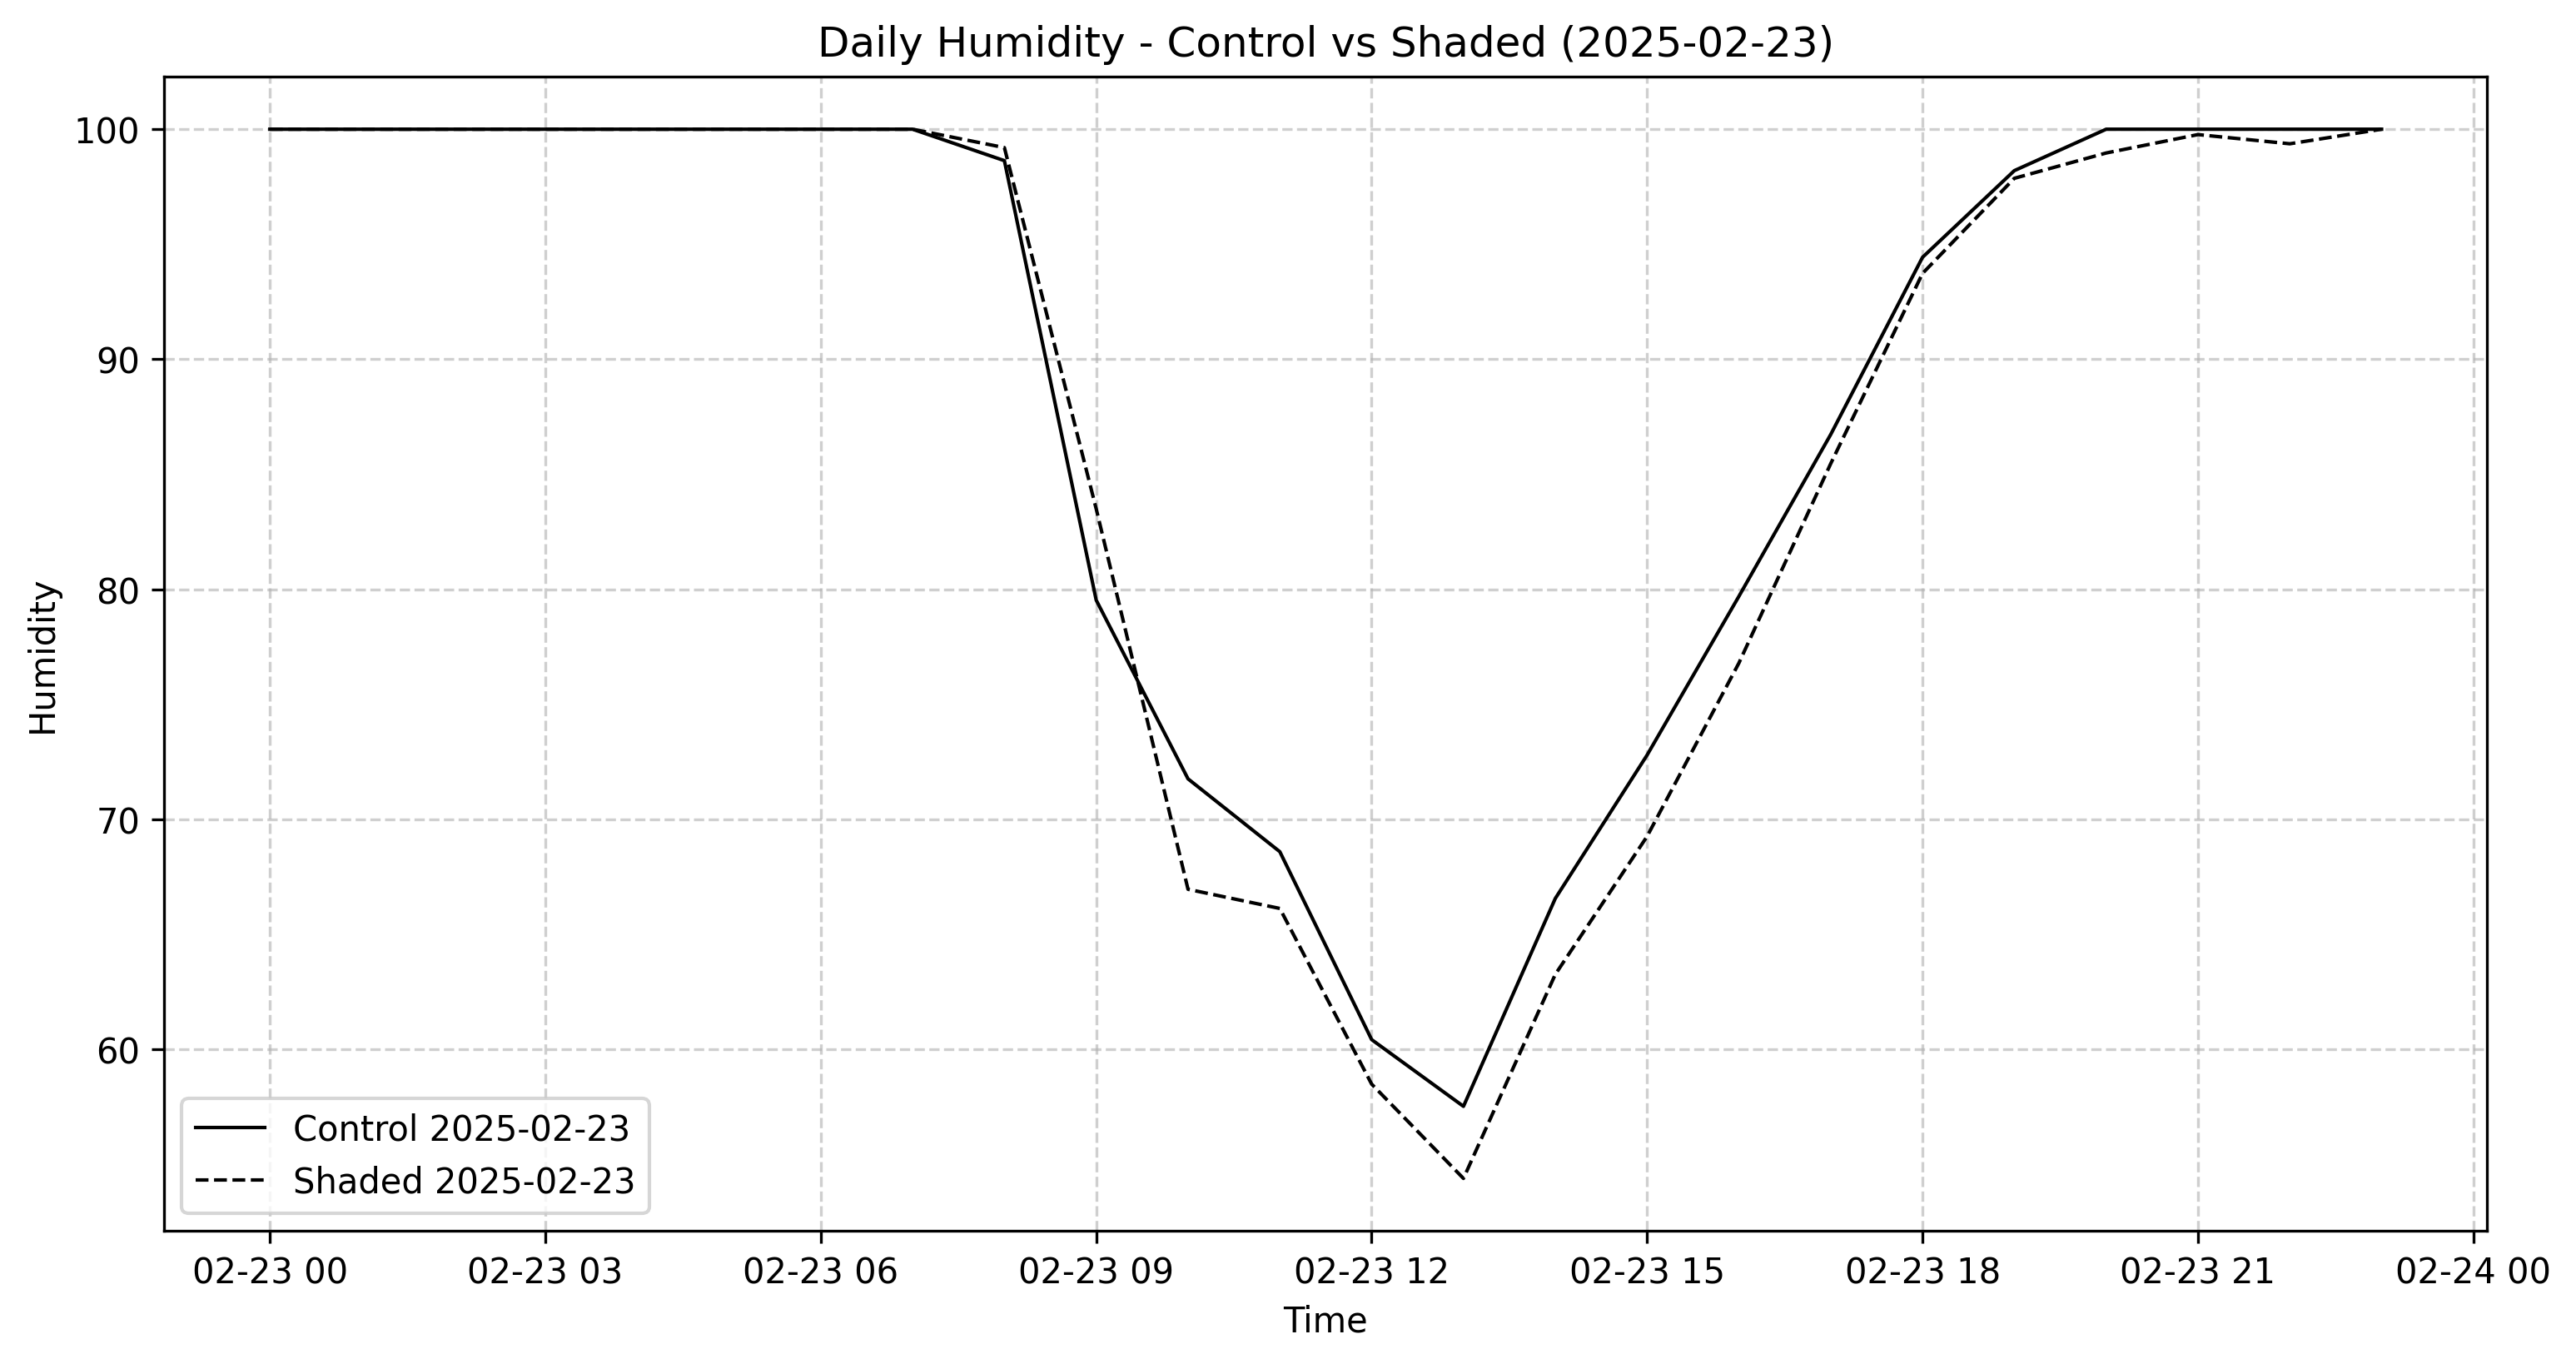 Daily Humidity - Control vs Shaded (2025-02-23)
Humidity
100
90
80
70
60
Control 2025-02-23
Shaded 2025-02-23
02-23 00 02-23 03 02-23 06 02-23 09 02-23 12 02-23 15 02-23 18 02-23 21 02-24 00
Time